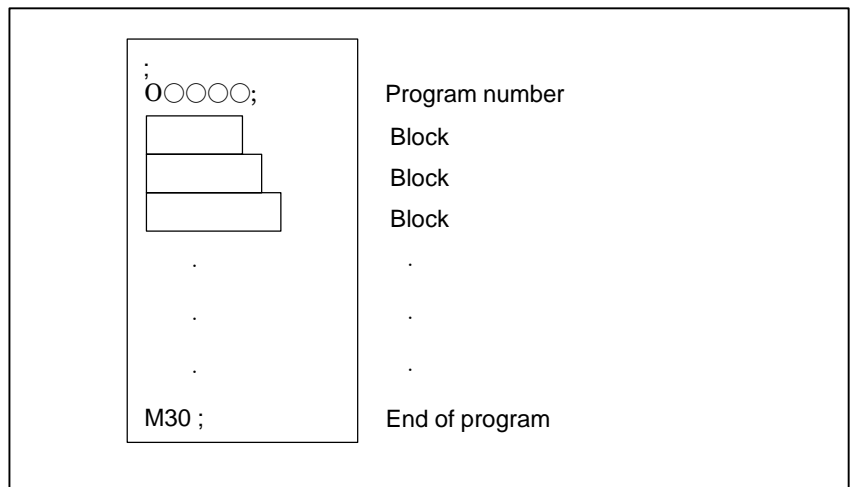 ;
O○○○○; Program number
Block
Block
Block
. .
. .
. .
M30 ; End of program